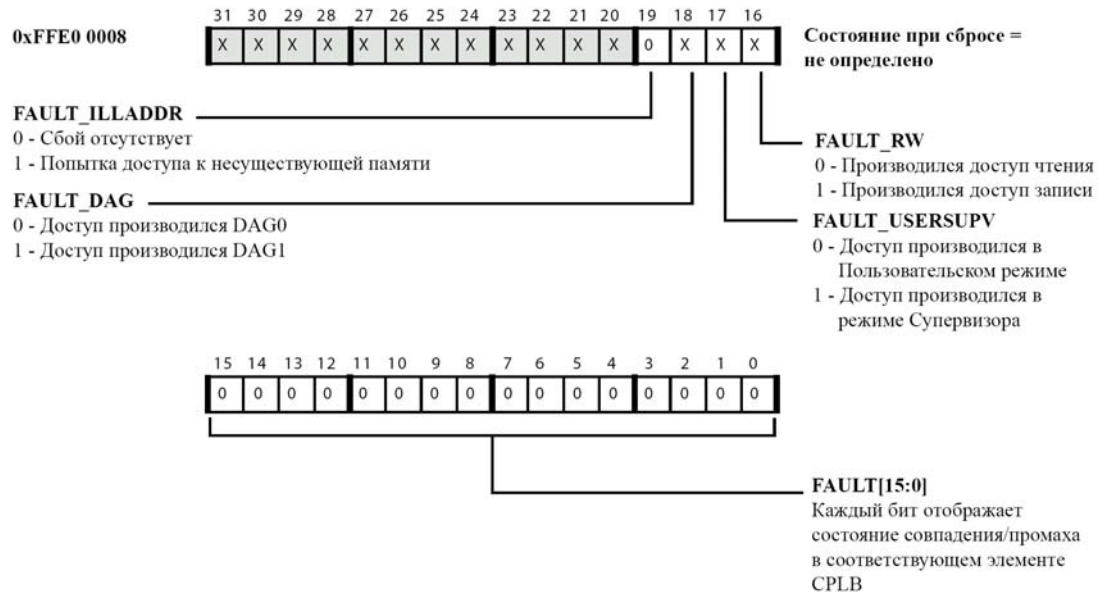 31 30 29 28 27 26 25 24 23 22 21 20 19 18 17 16
0xFFE0 0008
X X X X X X X X X X X X 0 X X X
Состояние при сбросе =
не определено
FAULT_ILLADDR
0 - Сбой отсутствует
1 - Попытка доступа к несуществующей памяти
FAULT_DAG
0 - Доступ производился DAG0
1 - Доступ производился DAG1
FAULT_RW
0 - Производился доступ чтения
1 - Производился доступ записи
FAULT_USERSUPV
0 - Доступ производился в
Пользовательском режиме
1 - Доступ производился в
режиме Супервизора
15 14 13 12 11 10 9 8 7 6 5 4 3 2 1 0
0 0 0 0 0 0 0 0 0 0 0 0 0 0 0 0
FAULT[15:0]
Каждый бит отображает
состояние совпадения/промаха
в соответствующем элементе
CPLB